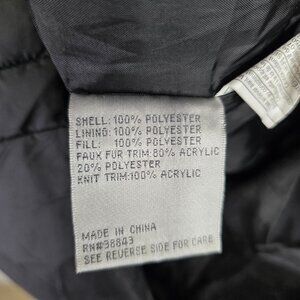 SHELL: 100% POLYESTER
LINING: 100% POLYESTER
FILL: 100% POLYESTER
FAUX FUR TRIM: 80% ACRYLIC
20% POLYESTER
KNIT TRIM:100% ACRYLIC
MADE IN CHINA
RN#38843
SEE REVERSE SIDE FOR CARE